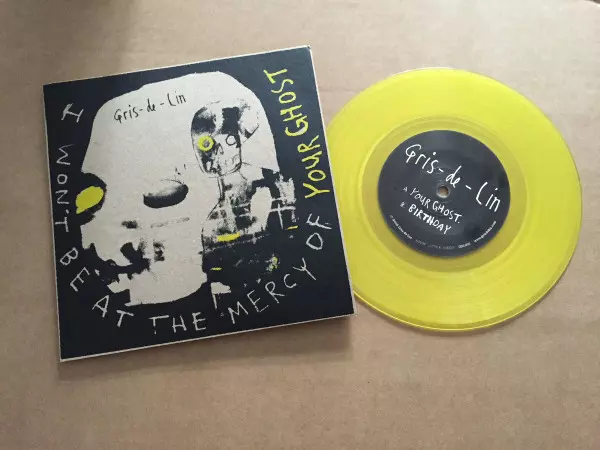 Gris-de-Lin
I WON'T BE AT THE MERCY OF YOUR GHOST
Gris-de-Lin
A YOUR GHOST.
B BIRTHDAY